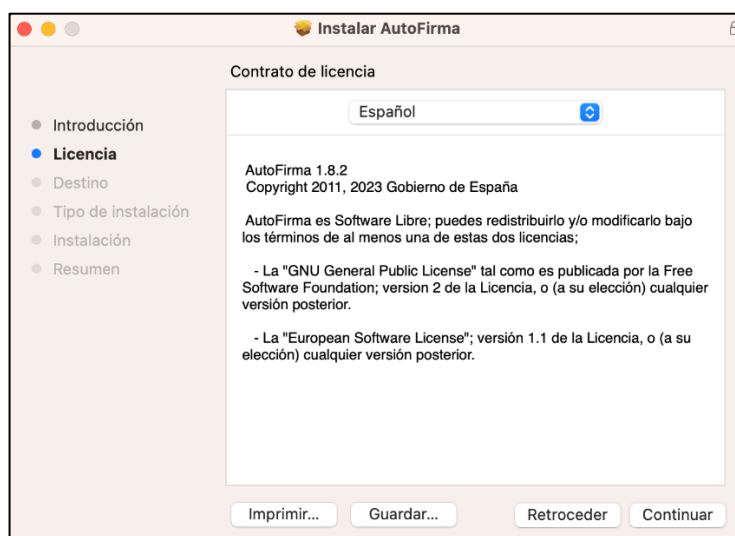 Instalar AutoFirma
Contrato de licencia
Introducción
Licencia
Destino
Tipo de instalación
Instalación
Resumen
Español
AutoFirma 1.8.2
Copyright 2011, 2023 Gobierno de España
AutoFirma es Software Libre; puedes redistribuirlo y/o modificarlo bajo
los términos de al menos una de estas dos licencias;
- La "GNU General Public License" tal como es publicada por la Free
Software Foundation; version 2 de la Licencia, o (a su elección) cualquier
versión posterior.
- La "European Software License"; versión 1.1 de la Licencia, o (a su
elección) cualquier versión posterior.
Imprimir...
Guardar...
Retroceder
Continuar